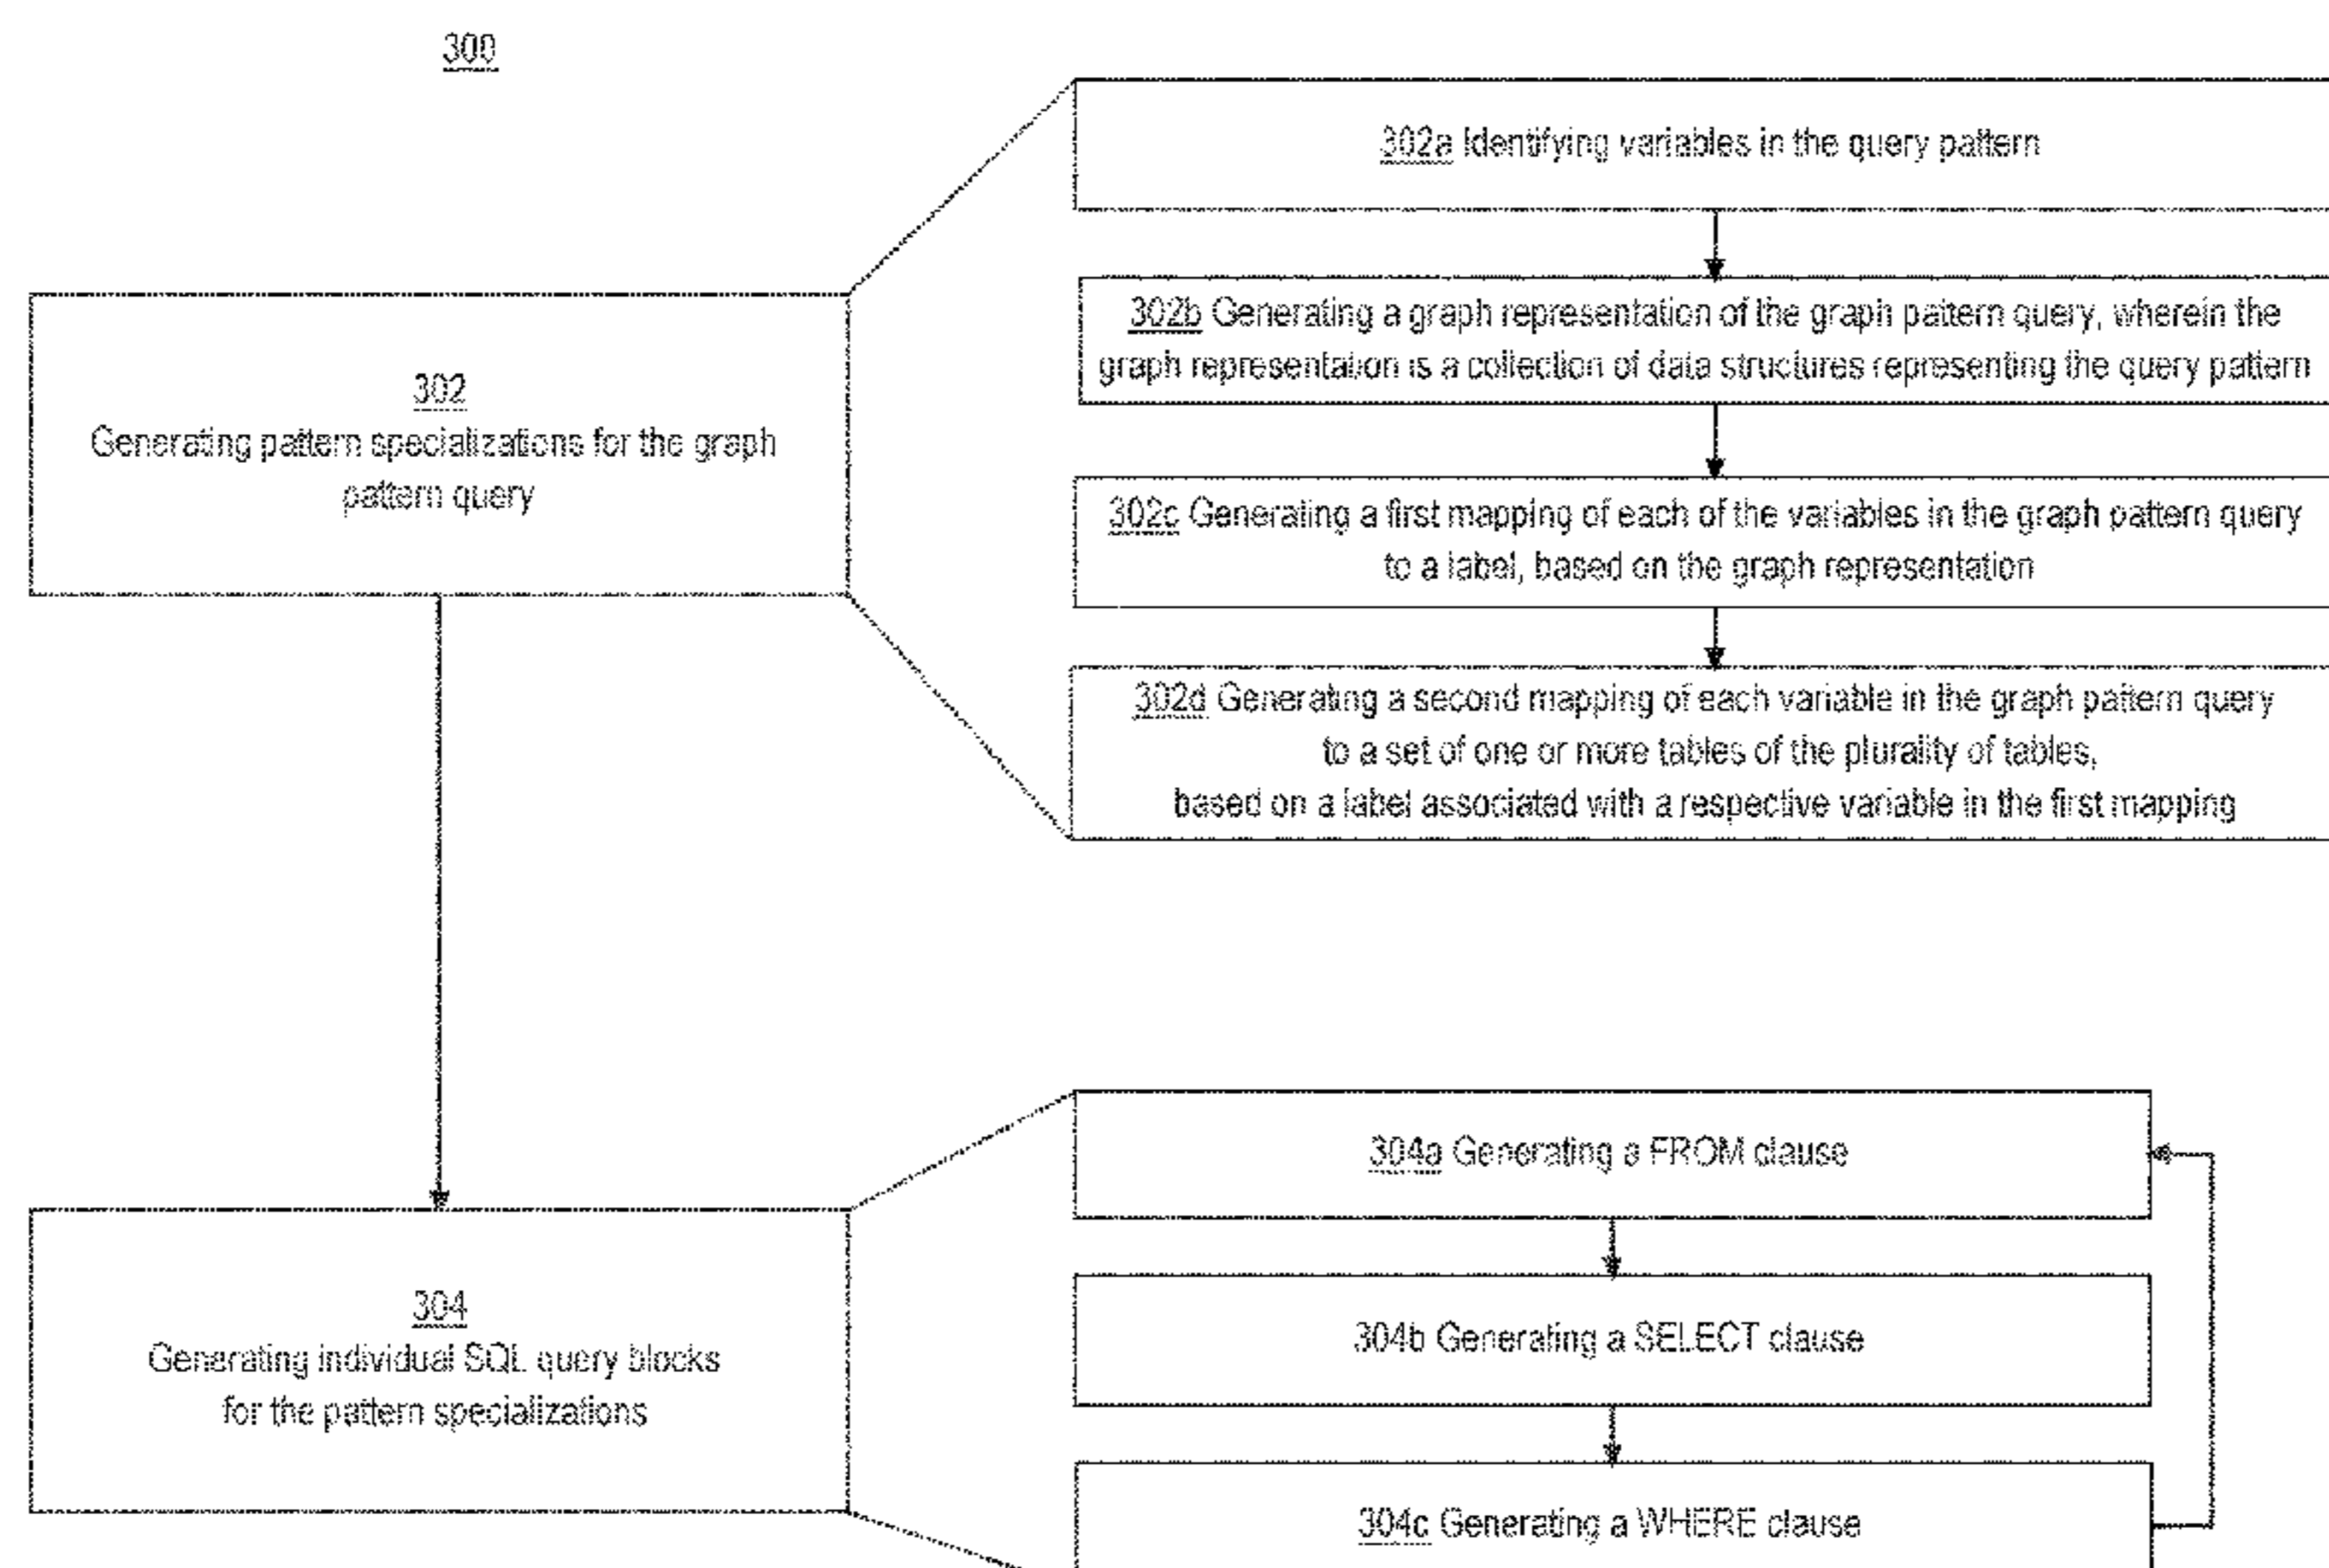 300
302a Identifying variables in the query pattern
302b Generating a graph representation of the graph pattern query, wherein the
graph representation is a collection of data structures representing the query pattern
302
Generating pattern specializations for the graph
pattern query
302c Generating a first mapping of each of the variables in the graph pattern query
to a label, based on the graph representation
302d Generating a second mapping of each variable in the graph pattern query
to a set of one or more tables of the plurality of tables,
based on a label associated with a respective variable in the first mapping
304a Generating a FROM clause
304
Generating individual SQL query blocks
for the pattern specializations
304b Generating a SELECT clause
304c Generating a WHERE clause